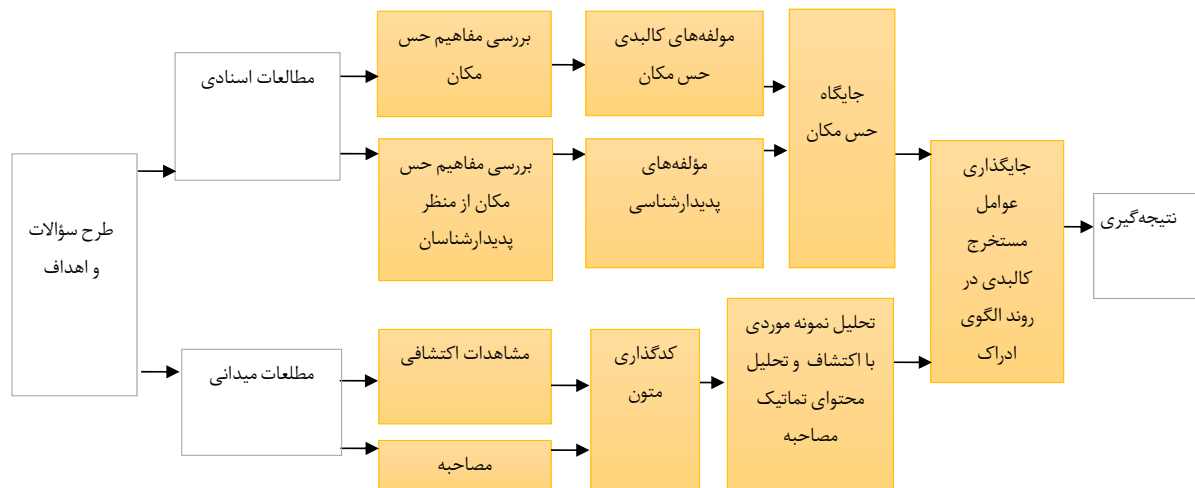 طرح سؤالات
و اهداف
مطالعات اسنادی
بررسی مفاهیم حس
مکان
مولفه‌های کالبدی
حس مکان
بررسی مفاهیم حس
مکان از منظر
پدیدارشناسان
مؤلفه‌های
پدیدارشناسی
جایگاه
حس مکان
مطلعات میدانی
مشاهدات اکتشافی
مصاحبه
کدگذاری
متون
تحلیل نمونه موردی
با اکتشاف و تحلیل
محتوای تماتیک
مصاحبه
جایگذاری
عوامل
مستخرج
کالبدی در
روند الگوی
ادراک
نتیجه‌گیری